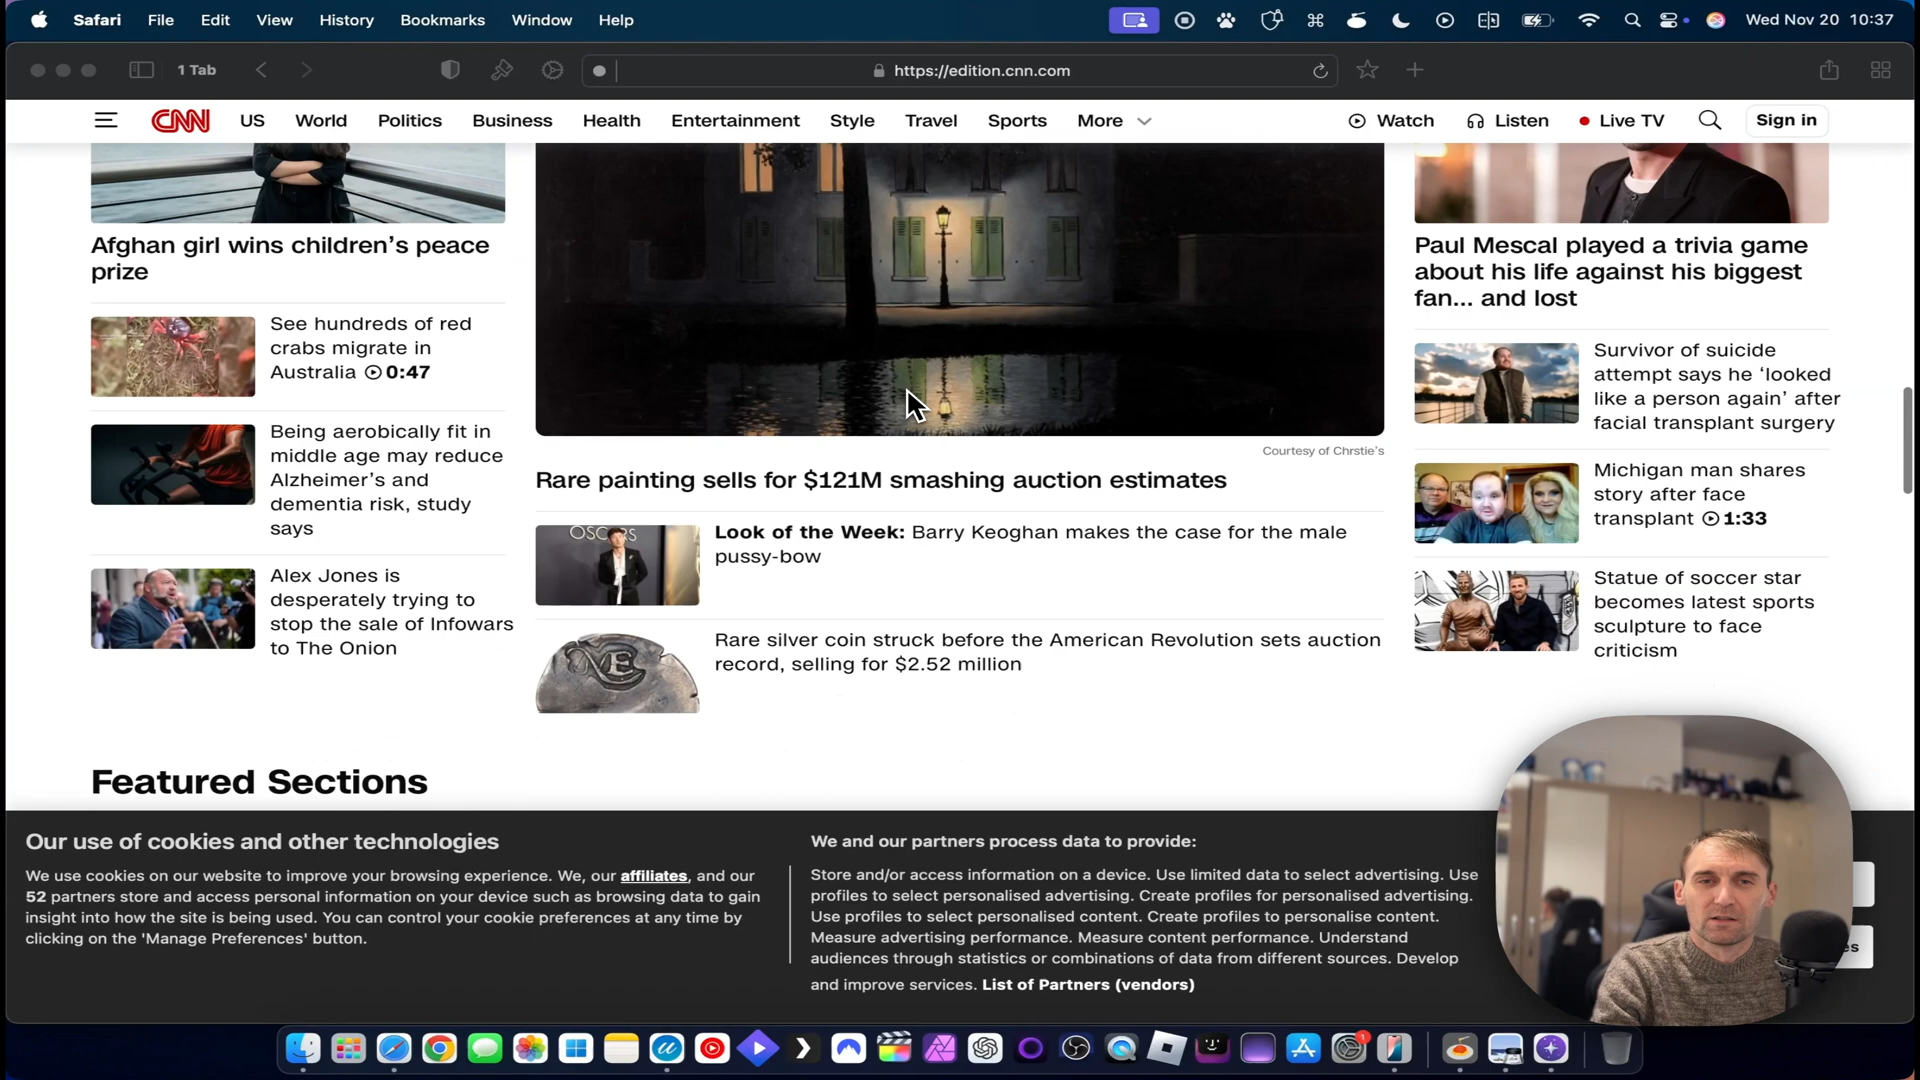 Safari File Edit View History Bookmarks Window Help Wed Nov 20 10:37
1 Tab https://edition.cnn.com
CNN US World Politics Business Health Entertainment Style Travel Sports More Watch Listen Live TV Sign in
Afghan girl wins children’s peace
prize
See hundreds of red
crabs migrate in
Australia 0:47
Being aerobically fit in
middle age may reduce
Alzheimer’s and
dementia risk, study
says
Alex Jones is
desperately trying to
stop the sale of Infowars
to The Onion
Courtesy of Chrstie's
Rare painting sells for $121M smashing auction estimates
OSCARS
Look of the Week: Barry Keoghan makes the case for the male
pussy-bow
Rare silver coin struck before the American Revolution sets auction
record, selling for $2.52 million
NE
Paul Mescal played a trivia game
about his life against his biggest
fan... and lost
Survivor of suicide
attempt says he ‘looked
like a person again’ after
facial transplant surgery
Michigan man shares
story after face
transplant 1:33
Statue of soccer star
becomes latest sports
sculpture to face
criticism
Featured Sections
Our use of cookies and other technologies
We use cookies on our website to improve your browsing experience. We, our affiliates, and our
52 partners store and access personal information on your device such as browsing data to gain
insight into how the site is being used. You can control your cookie preferences at any time by
clicking on the 'Manage Preferences' button.
We and our partners process data to provide:
Store and/or access information on a device. Use limited data to select advertising. Use
profiles to select personalised advertising. Create profiles for personalised advertising.
Use profiles to select personalised content. Create profiles to personalise content.
Measure advertising performance. Measure content performance. Understand
audiences through statistics or combinations of data from different sources. Develop
and improve services. List of Partners (vendors)
es
1